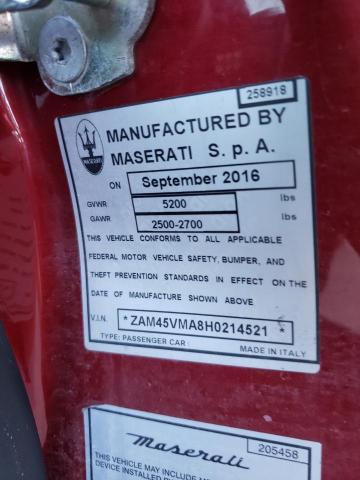 258918
MANUFACTURED BY
MASERATI S. p. A.
ON September 2016
GVWR 5200 lbs
GAWR 2500-2700 lbs
THIS VEHICLE CONFORMS TO ALL APPLICABLE
FEDERAL MOTOR VEHICLE SAFETY, BUMPER, AND
THEFT PREVENTION STANDARDS IN EFFECT ON THE
DATE OF MANUFACTURE SHOWN ABOVE
V.I.N. * ZAM45VMA8H0214521 *
TYPE: PASSENGER CAR MADE IN ITALY
Maserati 205458
THIS VEHICLE MAY INCLUDE
DEVICE INSTALLED